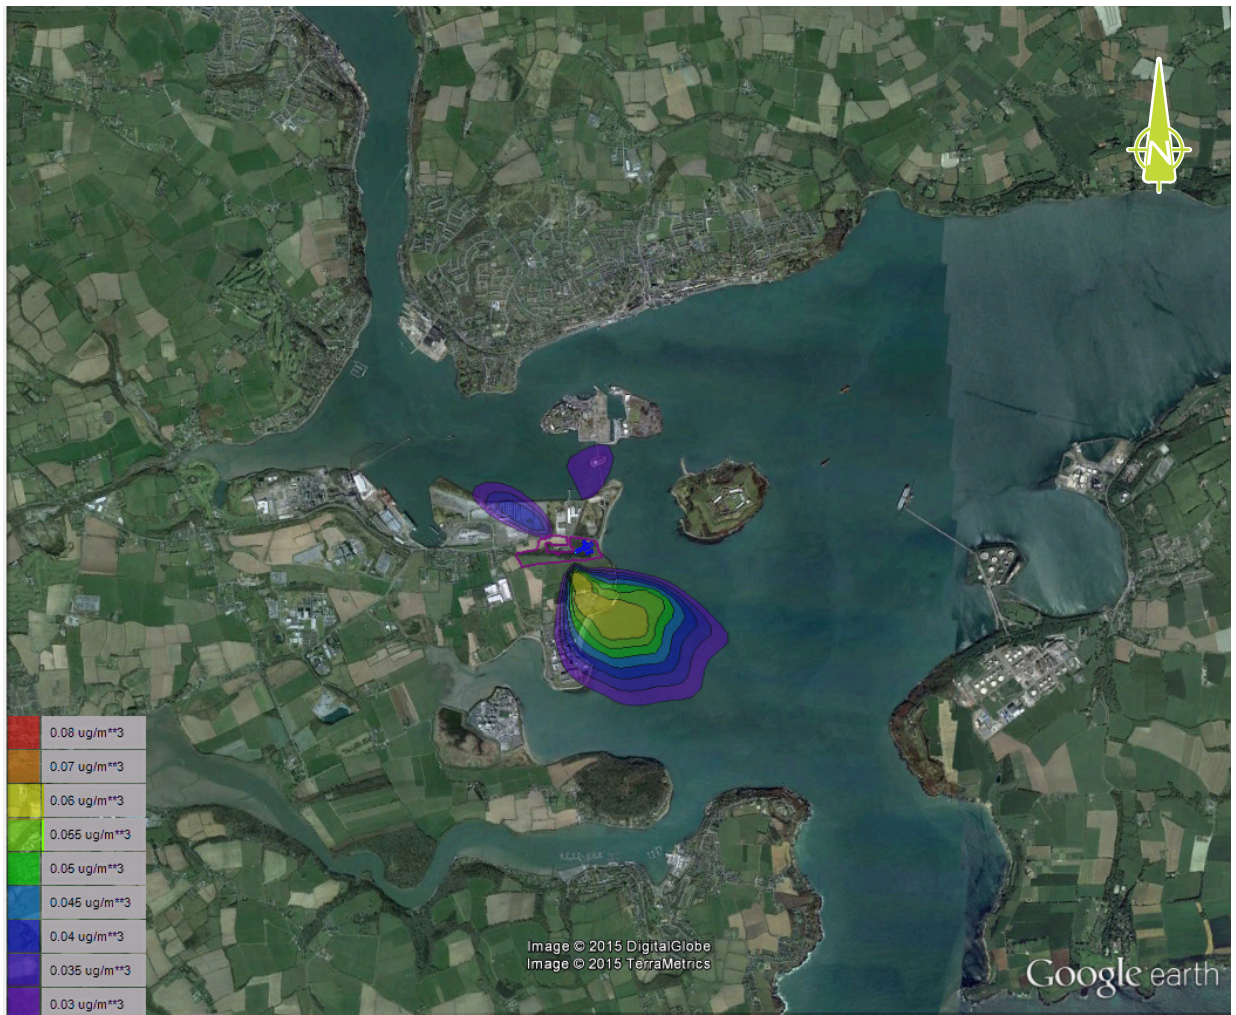 N
0.08 ug/m**3
0.07 ug/m**3
0.06 ug/m**3
0.055 ug/m**3
0.05 ug/m**3
0.045 ug/m**3
0.04 ug/m**3
0.035 ug/m**3
0.03 ug/m**3
Image © 2015 DigitalGlobe
Image © 2015 TerraMetrics
Google earth